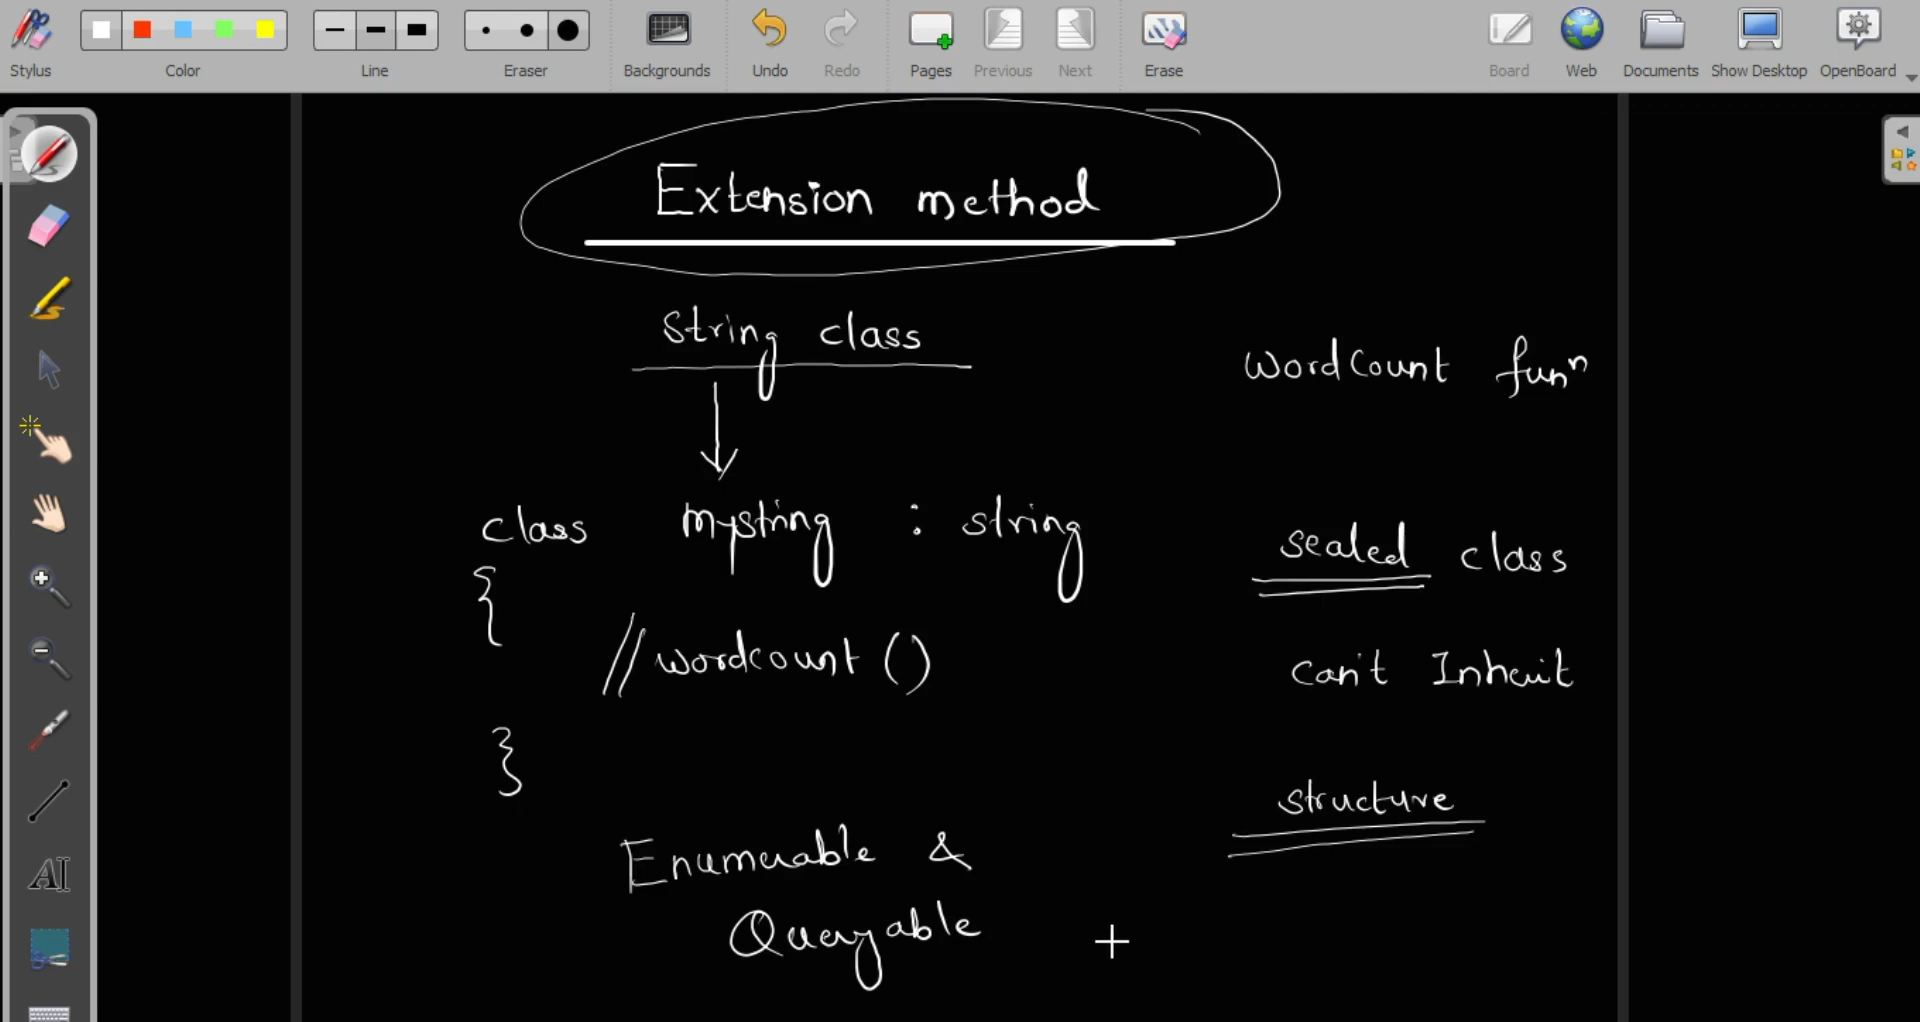 Stylus Color Line Eraser Backgrounds Undo Redo Pages Previous Next Erase Board Web Documents Show Desktop OpenBoard
Extension method
String class
WordCount funⁿ
class mystring : string
sealed class
{
//wordcount ()
can't Inherit
}
structure
Enumerable &
Queryable
AI